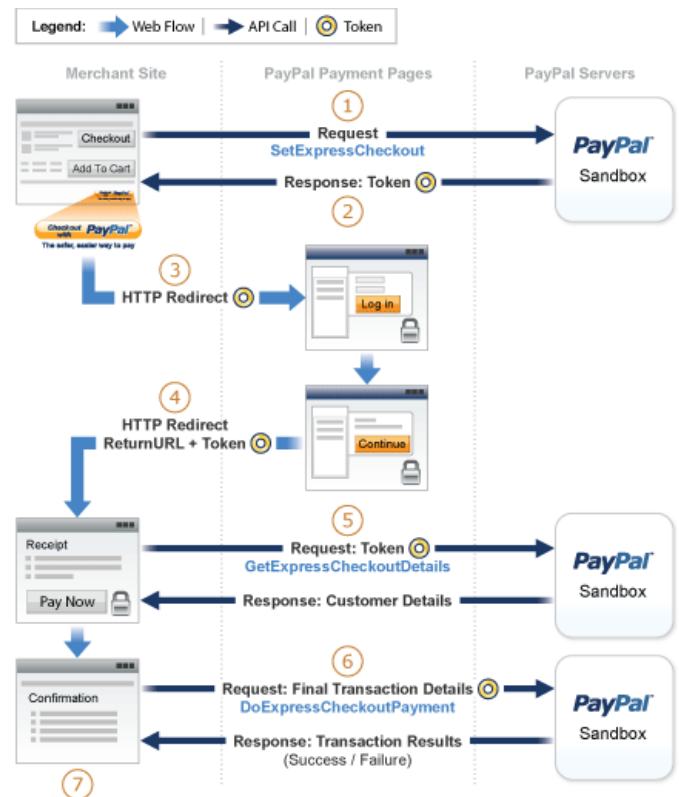 Legend: Web Flow | API Call | Token
Merchant Site PayPal Payment Pages PayPal Servers
1
Request
SetExpressCheckout
Response: Token
Checkout
Add To Cart
Checkout with PayPal
The safer, easier way to pay
PayPal
Sandbox
2
3
HTTP Redirect
Log in
4
HTTP Redirect
ReturnURL + Token
Continue
5
Receipt
Pay Now
Request: Token
GetExpressCheckoutDetails
Response: Customer Details
PayPal
Sandbox
6
Confirmation
Request: Final Transaction Details
DoExpressCheckoutPayment
Response: Transaction Results
(Success / Failure)
PayPal
Sandbox
7